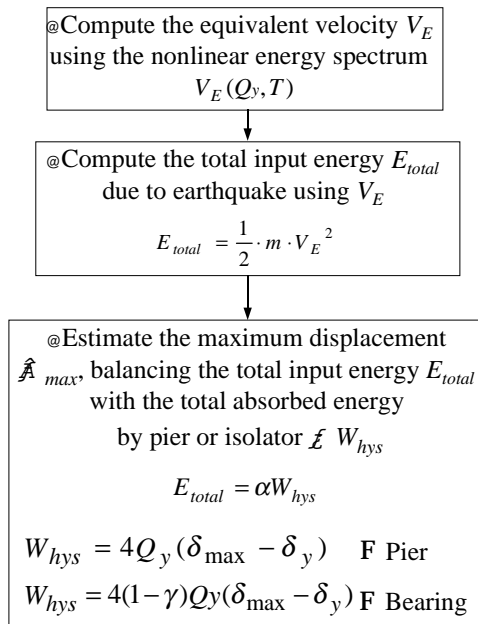 @Compute the equivalent velocity V_E
using the nonlinear energy spectrum
V_E(Q_y,T)
@Compute the total input energy E_total
due to earthquake using V_E
E_total = 1/2 · m · V_E²
@Estimate the maximum displacement
max, balancing the total input energy E_total
with the total absorbed energy
by pier or isolator W_hys
E_total = αW_hys
W_hys = 4Q_y(δ_max − δ_y) F Pier
W_hys = 4(1−γ)Qy(δ_max − δ_y) F Bearing